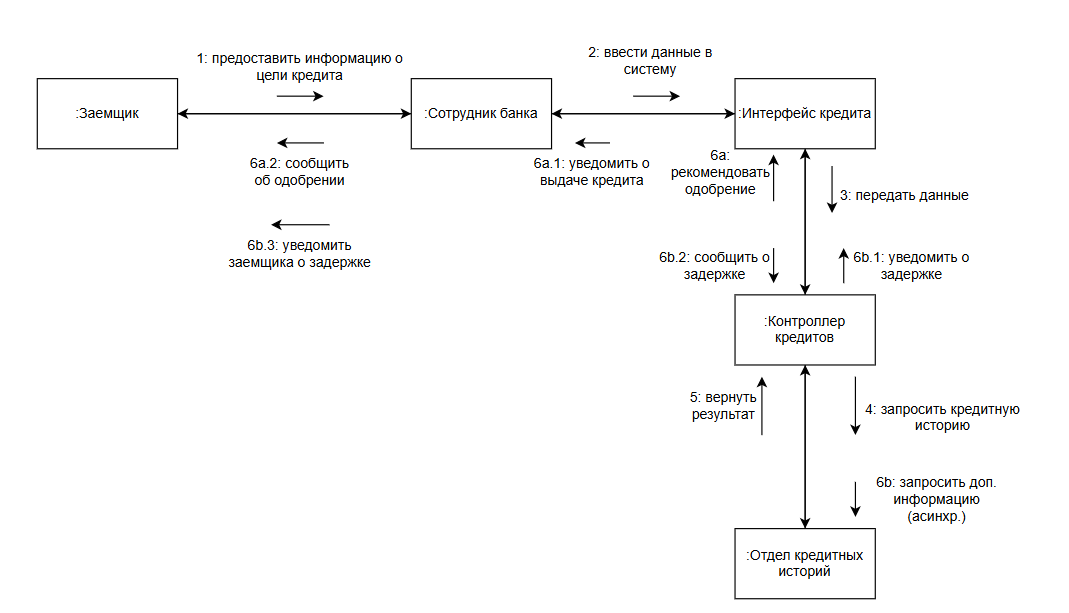 1: предоставить информацию о
цели кредита
2: ввести данные в
систему
:Заемщик
:Сотрудник банка
:Интерфейс кредита
6a.2: сообщить
об одобрении
6a.1: уведомить о
выдаче кредита
6a:
рекомендовать
одобрение
3: передать данные
6b.3: уведомить
заемщика о задержке
6b.2: сообщить о
задержке
6b.1: уведомить о
задержке
:Контроллер
кредитов
5: вернуть
результат
4: запросить кредитную
историю
6b: запросить доп.
информацию
(асинхр.)
:Отдел кредитных
историй